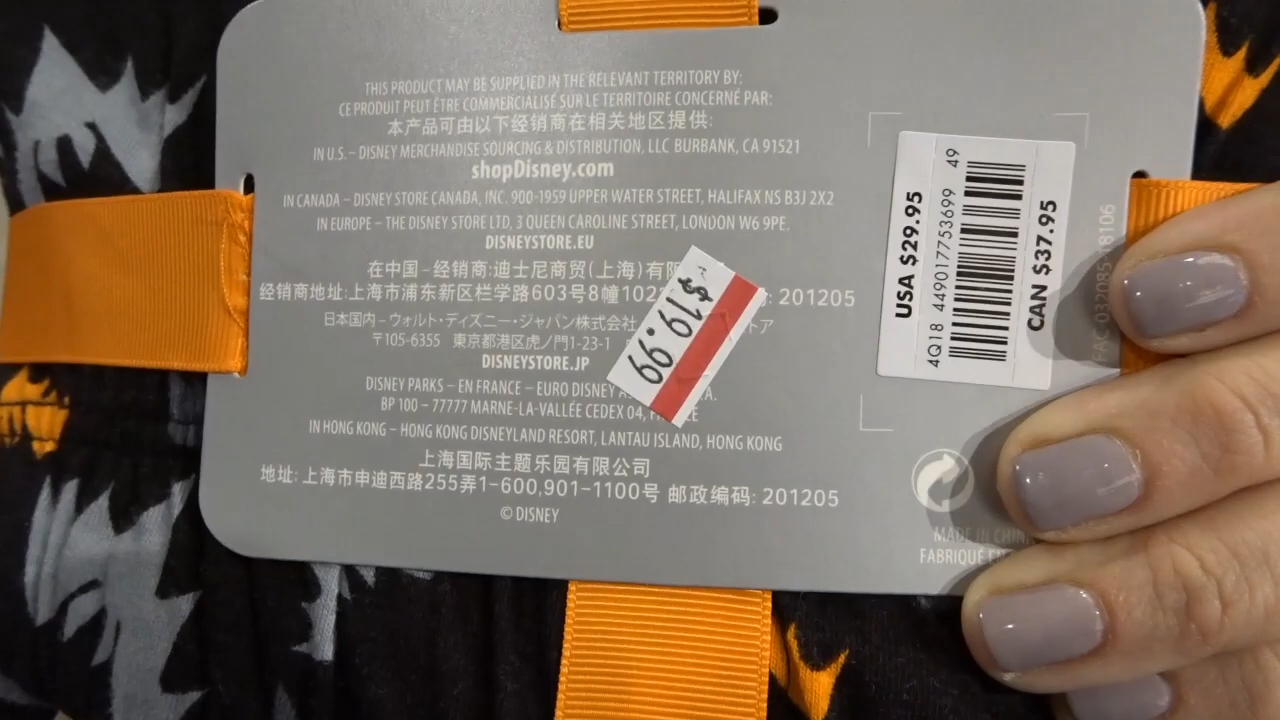 THIS PRODUCT MAY BE SUPPLIED IN THE RELEVANT TERRITORY BY:
CE PRODUIT PEUT ÊTRE COMMERCIALISÉ SUR LE TERRITOIRE CONCERNÉ PAR:
本产品可由以下经销商在相关地区提供:
IN U.S. – DISNEY MERCHANDISE SOURCING & DISTRIBUTION, LLC BURBANK, CA 91521
shopDisney.com
IN CANADA – DISNEY STORE CANADA, INC. 900-1959 UPPER WATER STREET, HALIFAX NS B3J 2X2
IN EUROPE – THE DISNEY STORE LTD, 3 QUEEN CAROLINE STREET, LONDON W6 9PE.
DISNEYSTORE.EU
在中国-经销商:迪士尼商贸(上海)有限
经销商地址:上海市浦东新区栏学路603号8幢102 : 201205
日本国内-ウォルト・ディズニー・ジャパン株式会社 トア
〒105-6355 東京都港区虎ノ門1-23-1
DISNEYSTORE.JP
DISNEY PARKS – EN FRANCE – EURO DISNEY
BP 100 – 77777 MARNE-LA-VALLÉE CEDEX 04,
IN HONG KONG – HONG KONG DISNEYLAND RESORT, LANTAU ISLAND, HONG KONG
上海国际主题乐园有限公司
地址: 上海市申迪西路255弄1-600,901-1100号 邮政编码: 201205
© DISNEY
$19.99
USA $29.95
4Q18 449017753699 49
CAN $37.95
MADE IN CHINA
FABRIQUÉ